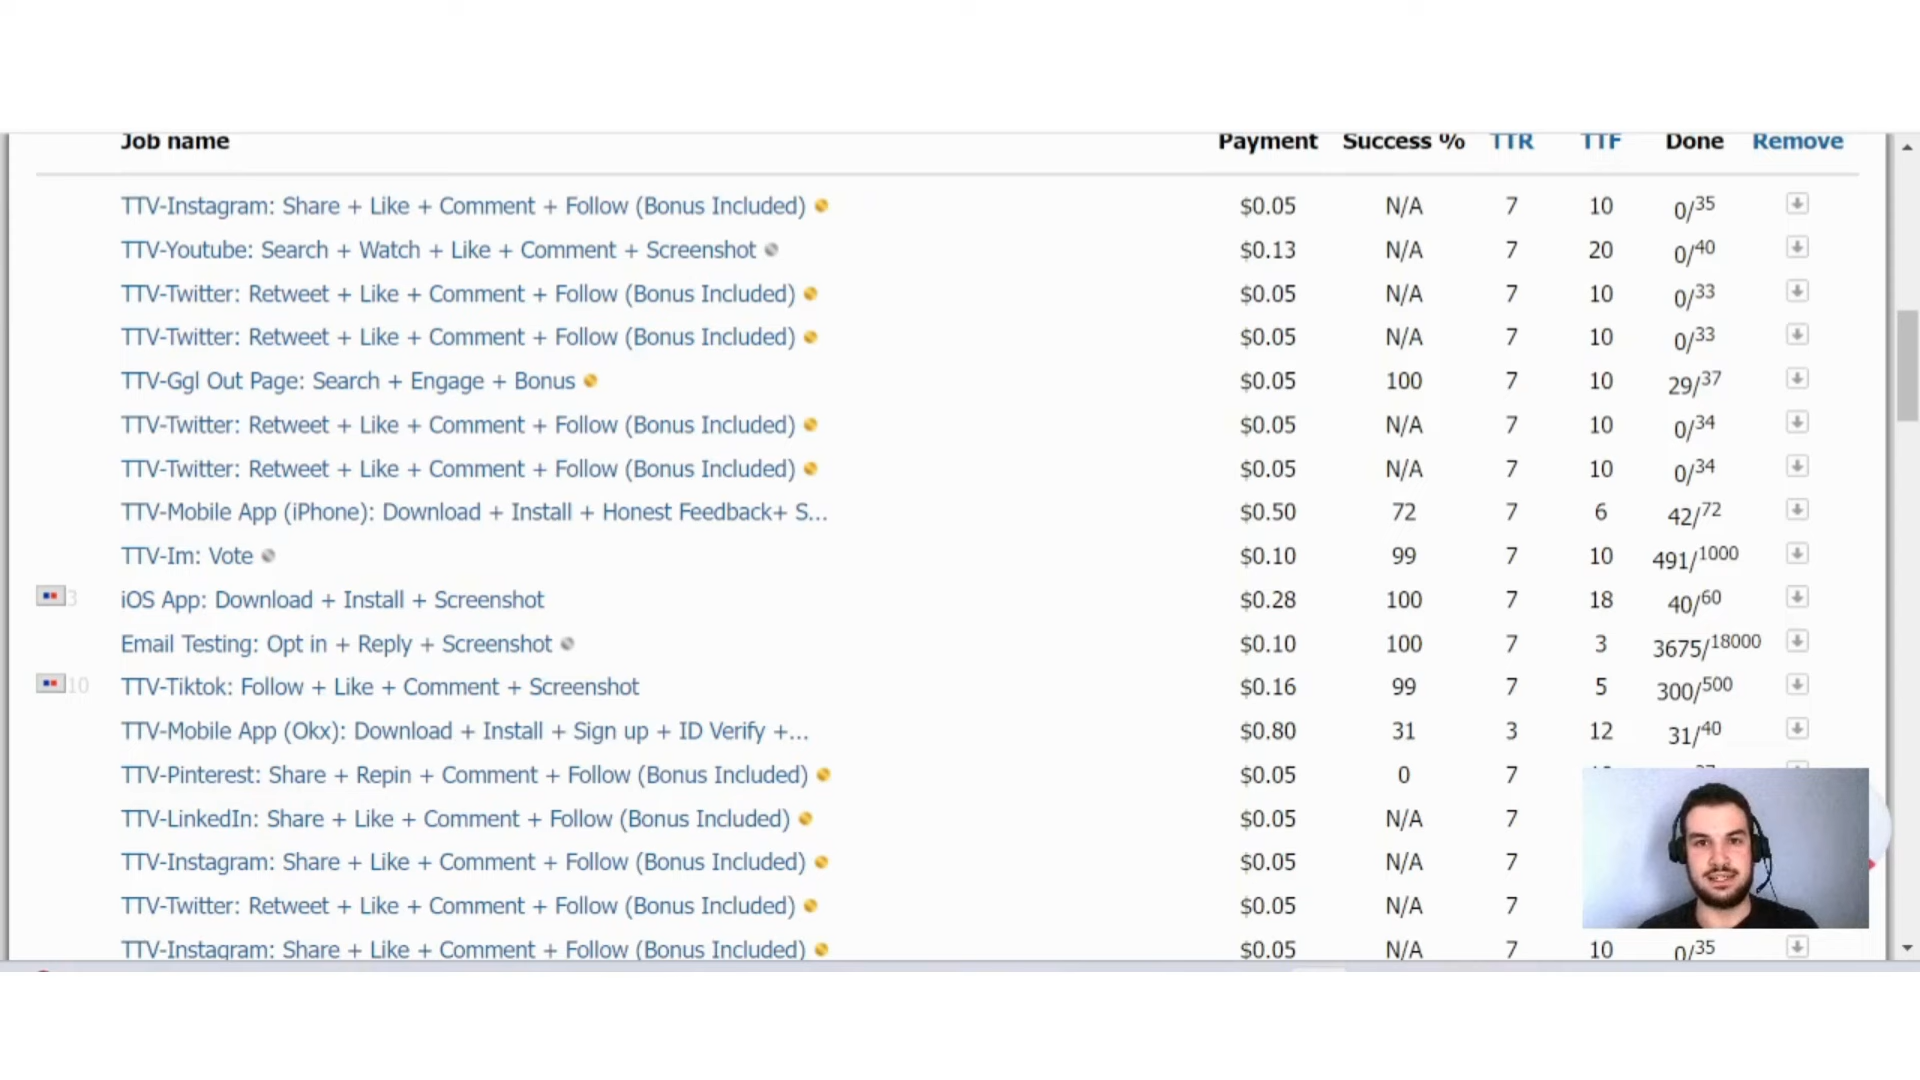 Job name Payment Success % TTR TTF Done Remove
TTV-Instagram: Share + Like + Comment + Follow (Bonus Included) $0.05 N/A 7 10 0/35
TTV-Youtube: Search + Watch + Like + Comment + Screenshot $0.13 N/A 7 20 0/40
TTV-Twitter: Retweet + Like + Comment + Follow (Bonus Included) $0.05 N/A 7 10 0/33
TTV-Twitter: Retweet + Like + Comment + Follow (Bonus Included) $0.05 N/A 7 10 0/33
TTV-Ggl Out Page: Search + Engage + Bonus $0.05 100 7 10 29/37
TTV-Twitter: Retweet + Like + Comment + Follow (Bonus Included) $0.05 N/A 7 10 0/34
TTV-Twitter: Retweet + Like + Comment + Follow (Bonus Included) $0.05 N/A 7 10 0/34
TTV-Mobile App (iPhone): Download + Install + Honest Feedback+ S... $0.50 72 7 6 42/72
TTV-Im: Vote $0.10 99 7 10 491/1000
3 iOS App: Download + Install + Screenshot $0.28 100 7 18 40/60
Email Testing: Opt in + Reply + Screenshot $0.10 100 7 3 3675/18000
10 TTV-Tiktok: Follow + Like + Comment + Screenshot $0.16 99 7 5 300/500
TTV-Mobile App (Okx): Download + Install + Sign up + ID Verify +... $0.80 31 3 12 31/40
TTV-Pinterest: Share + Repin + Comment + Follow (Bonus Included) $0.05 0 7
TTV-LinkedIn: Share + Like + Comment + Follow (Bonus Included) $0.05 N/A 7
TTV-Instagram: Share + Like + Comment + Follow (Bonus Included) $0.05 N/A 7
TTV-Twitter: Retweet + Like + Comment + Follow (Bonus Included) $0.05 N/A 7
TTV-Instagram: Share + Like + Comment + Follow (Bonus Included) $0.05 N/A 7 10 0/35